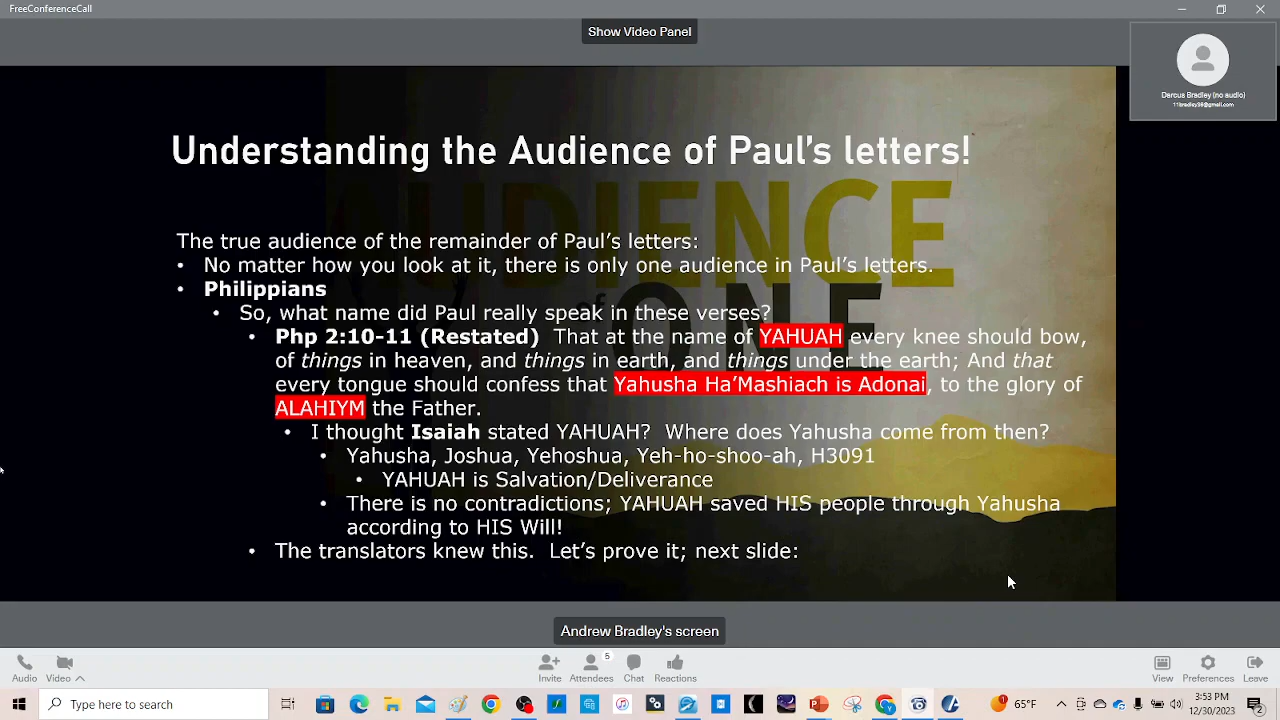 FreeConferenceCall
Show Video Panel
Dercus Bradley (no audio)
11bradley38@gmail.com
Understanding the Audience of Paul's letters!
AUDIENCE
of ONE
The true audience of the remainder of Paul's letters:
• No matter how you look at it, there is only one audience in Paul's letters.
• Philippians
• So, what name did Paul really speak in these verses?
• Php 2:10-11 (Restated) That at the name of YAHUAH every knee should bow,
of things in heaven, and things in earth, and things under the earth; And that
every tongue should confess that Yahusha Ha'Mashiach is Adonai, to the glory of
ALAHIYM the Father.
• I thought Isaiah stated YAHUAH? Where does Yahusha come from then?
• Yahusha, Joshua, Yehoshua, Yeh-ho-shoo-ah, H3091
• YAHUAH is Salvation/Deliverance
• There is no contradictions; YAHUAH saved HIS people through Yahusha
according to HIS Will!
• The translators knew this. Let's prove it; next slide:
Andrew Bradley's screen
Audio
Video
Invite
5
Attendees
Chat
Reactions
View
Preferences
Leave
Type here to search
65°F
3:53 PM
12/30/2023
2